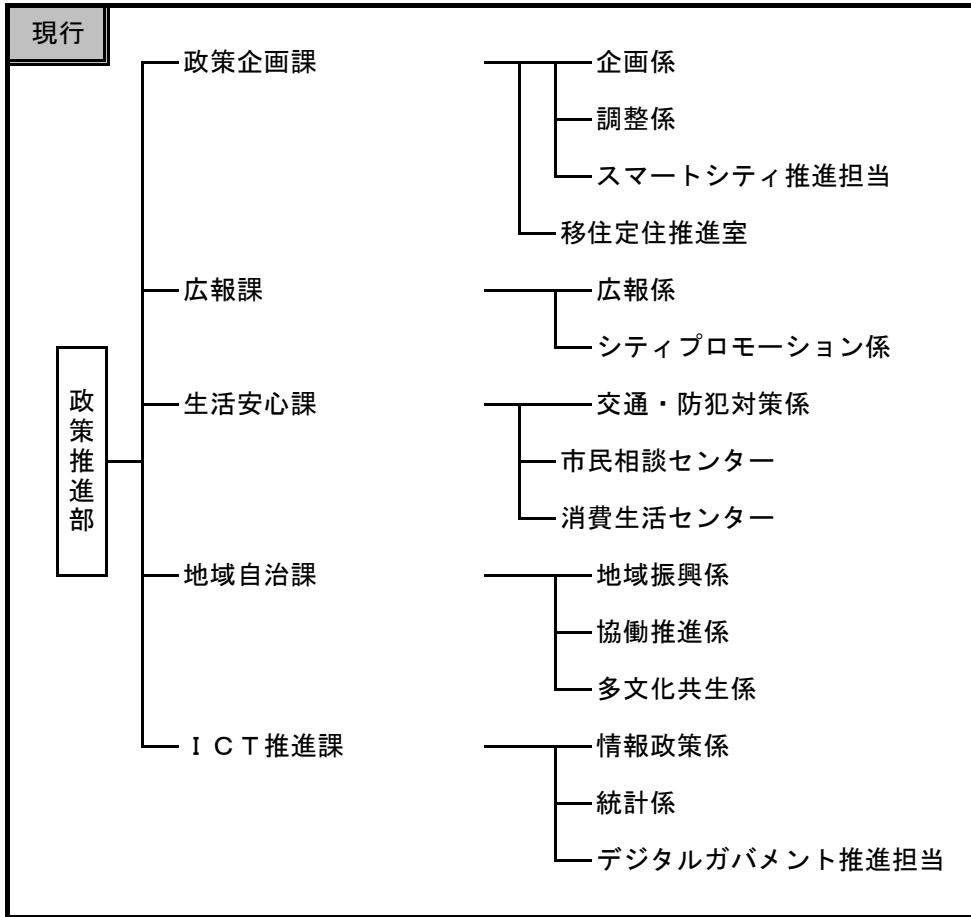 現行
政策推進部
政策企画課
企画係
調整係
スマートシティ推進担当
移住定住推進室
広報課
広報係
シティプロモーション係
生活安心課
交通・防犯対策係
市民相談センター
消費生活センター
地域自治課
地域振興係
協働推進係
多文化共生係
ＩＣＴ推進課
情報政策係
統計係
デジタルガバメント推進担当